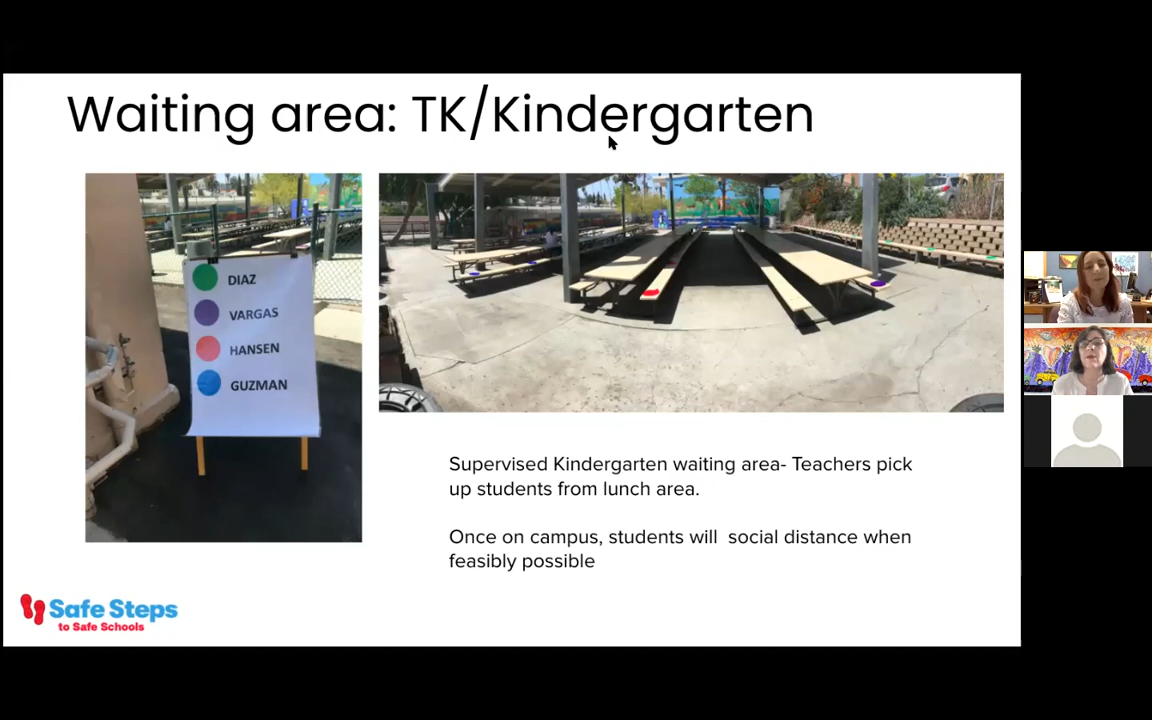 Waiting area: TK/Kindergarten
DIAZ
VARGAS
HANSEN
GUZMAN
Supervised Kindergarten waiting area- Teachers pick
up students from lunch area.
Once on campus, students will  social distance when
feasibly possible
Safe Steps
to Safe Schools